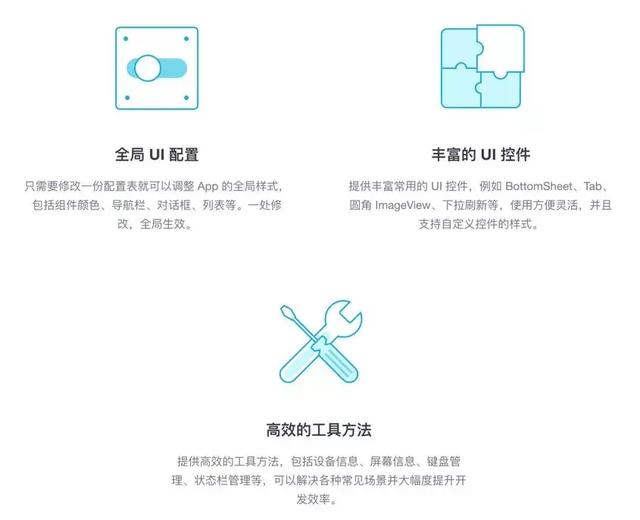 全局 UI 配置
只需要修改一份配置表就可以调整 App 的全局样式，
包括组件颜色、导航栏、对话框、列表等。一处修
改，全局生效。
丰富的 UI 控件
提供丰富常用的 UI 控件，例如 BottomSheet、Tab、
圆角 ImageView、下拉刷新等，使用方便灵活，并且
支持自定义控件的样式。
高效的工具方法
提供高效的工具方法，包括设备信息、屏幕信息、键盘管
理、状态栏管理等，可以解决各种常见场景并大幅度提升开
发效率。